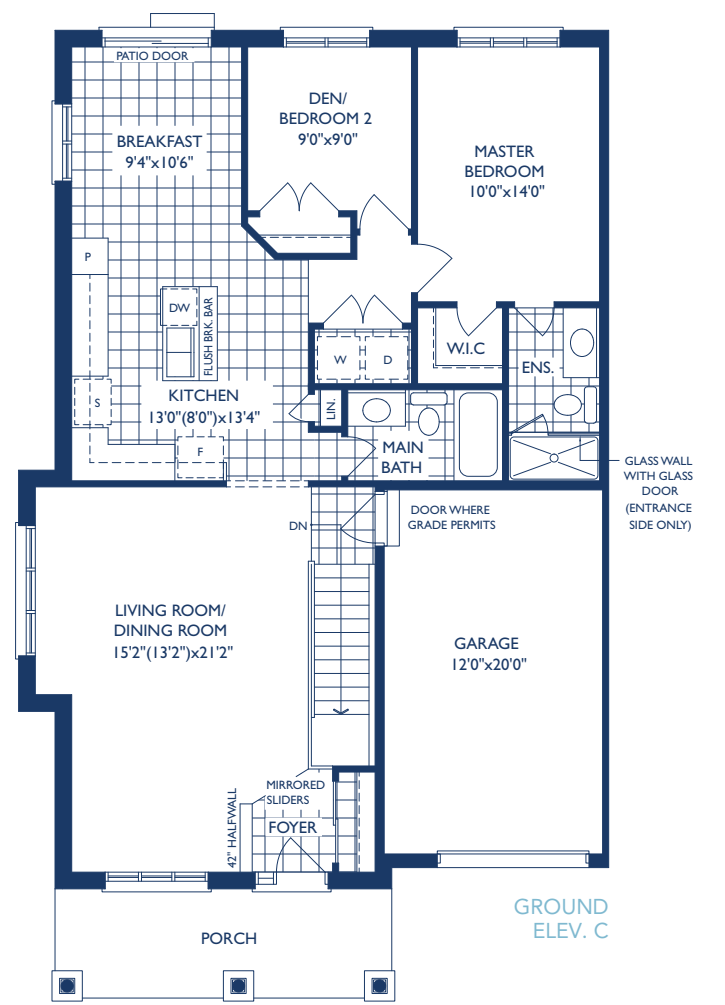 PATIO DOOR
BREAKFAST
9'4"x10'6"
DEN/
BEDROOM 2
9'0"x9'0"
MASTER
BEDROOM
10'0"x14'0"
P
DW
FLUSH BRK. BAR
W
D
W.I.C
ENS.
S
KITCHEN
13'0"(8'0")x13'4"
LIN.
F
MAIN
BATH
GLASS WALL
WITH GLASS
DOOR
(ENTRANCE
SIDE ONLY)
DN
DOOR WHERE
GRADE PERMITS
LIVING ROOM/
DINING ROOM
15'2"(13'2")x21'2"
GARAGE
12'0"x20'0"
MIRRORED
SLIDERS
42" HALFWALL
FOYER
GROUND
ELEV. C
PORCH